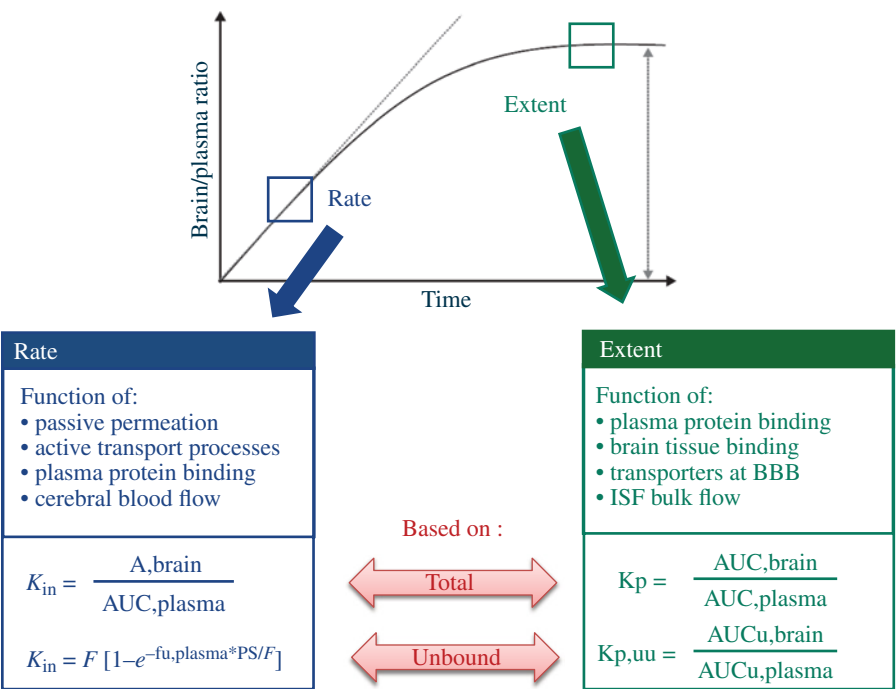 Brain/plasma ratio
Extent
Rate
Time
Rate
Function of:
• passive permeation
• active transport processes
• plasma protein binding
• cerebral blood flow
K_in = A,brain / AUC,plasma
K_in = F [1–e^–fu,plasma*PS/F]
Based on :
Total
Unbound
Extent
Function of:
• plasma protein binding
• brain tissue binding
• transporters at BBB
• ISF bulk flow
Kp = AUC,brain / AUC,plasma
Kp,uu = AUCu,brain / AUCu,plasma